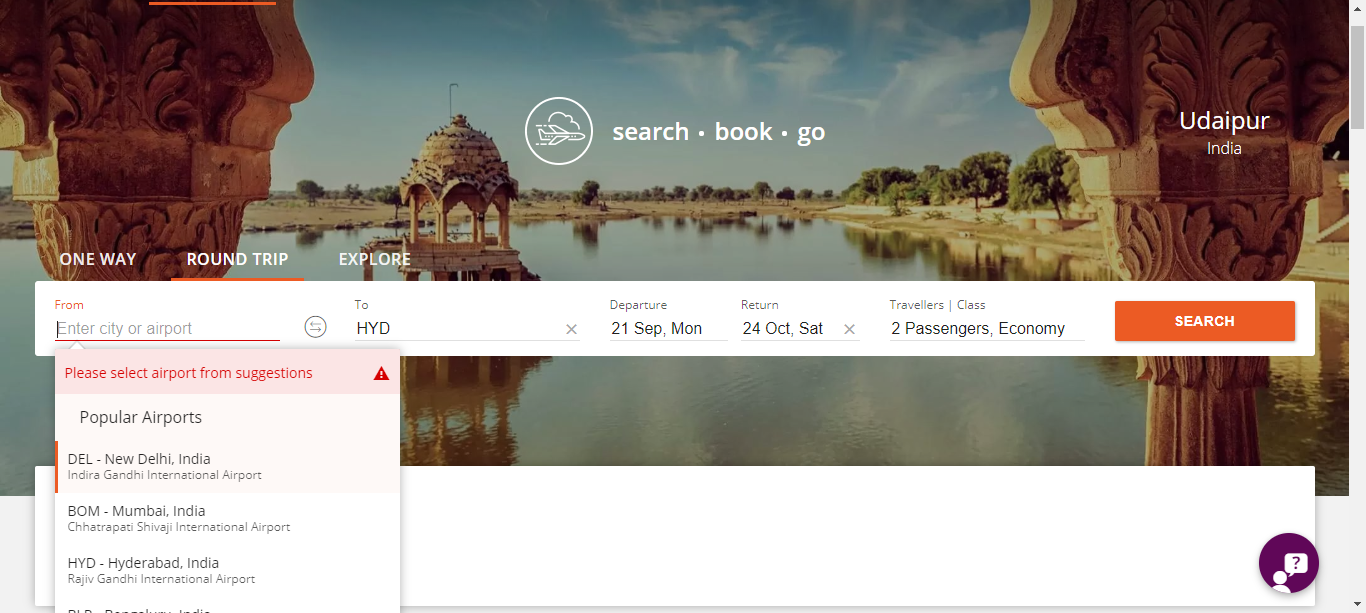 search · book · go
Udaipur
India
ONE WAY
ROUND TRIP
EXPLORE
From
To
Departure
Return
Travellers | Class
Enter city or airport
HYD
21 Sep, Mon
24 Oct, Sat
2 Passengers, Economy
SEARCH
Please select airport from suggestions
Popular Airports
DEL - New Delhi, India
Indira Gandhi International Airport
BOM - Mumbai, India
Chhatrapati Shivaji International Airport
HYD - Hyderabad, India
Rajiv Gandhi International Airport
?